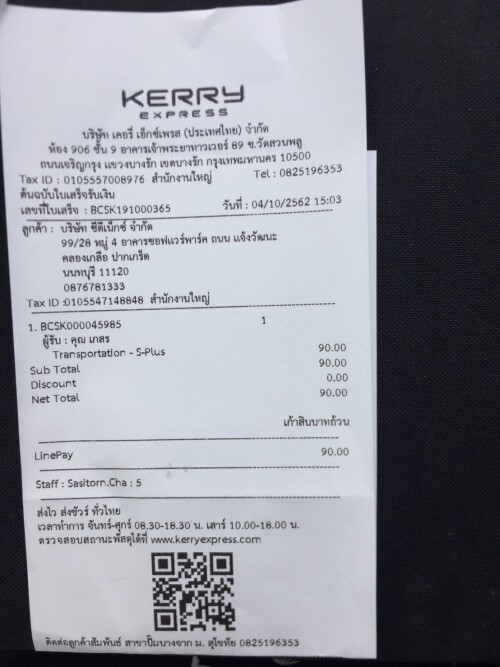 KERRY
EXPRESS
บริษัท เคอรี่ เอ็กซ์เพรส (ประเทศไทย) จำกัด
ห้อง 906 ชั้น 9 อาคารเจ้าพระยาทาวเวอร์ 89 ซ.วัดสวนพลู
ถนนเจริญกรุง แขวงบางรัก เขตบางรัก กรุงเทพมหานคร 10500
Tax ID : 0105557008976 สำนักงานใหญ่ Tel : 0825196353
ต้นฉบับใบเสร็จรับเงิน
เลขที่ใบเสร็จ : BCSK191000365 วันที่ : 04/10/2562 15:03
ลูกค้า : บริษัท ซีดีเน็กซ์ จำกัด
99/28 หมู่ 4 อาคารซอฟแวร์พาร์ค ถนน แจ้งวัฒนะ
คลองเกลือ ปากเกร็ด
นนทบุรี 11120
0876781333
Tax ID :0105547148848 สำนักงานใหญ่
1. BCSK000045985 1
ผู้รับ : คุณ เกสร
Transportation - S-Plus 90.00
Sub Total 90.00
Discount 0.00
Net Total 90.00
เก้าสิบบาทถ้วน
LinePay 90.00
Staff : Sasitorn.Cha : 5
ส่งไว ส่งชัวร์ ทั่วไทย
เวลาทำการ จันทร์-ศุกร์ 08.30-18.30 น. เสาร์ 10.00-18.00 น.
ตรวจสอบสถานะพัสดุได้ที่ www.kerryexpress.com
ติดต่อลูกค้าสัมพันธ์ สาขาปั๊มบางจาก ม. สุโขทัย 0825196353